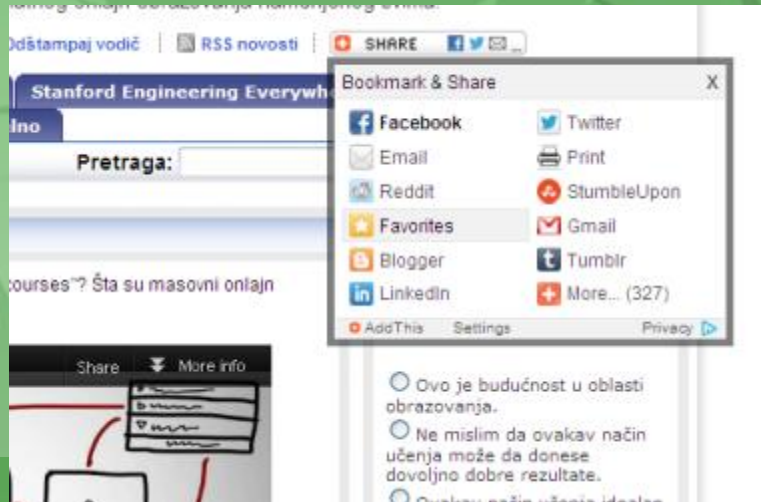 Odštampaj vodič | RSS novosti | SHARE
Bookmark & Share X
Stanford Engineering Everywh
lno
Facebook Twitter
Pretraga: Email Print
Reddit StumbleUpon
Favorites Gmail
Blogger Tumblr
courses"? Šta su masovni onlajn
LinkedIn More... (327)
AddThis Settings Privacy
Share More info
Ovo je budućnost u oblasti
obrazovanja.
Ne mislim da ovakav način
učenja može da donese
dovoljno dobre rezultate.